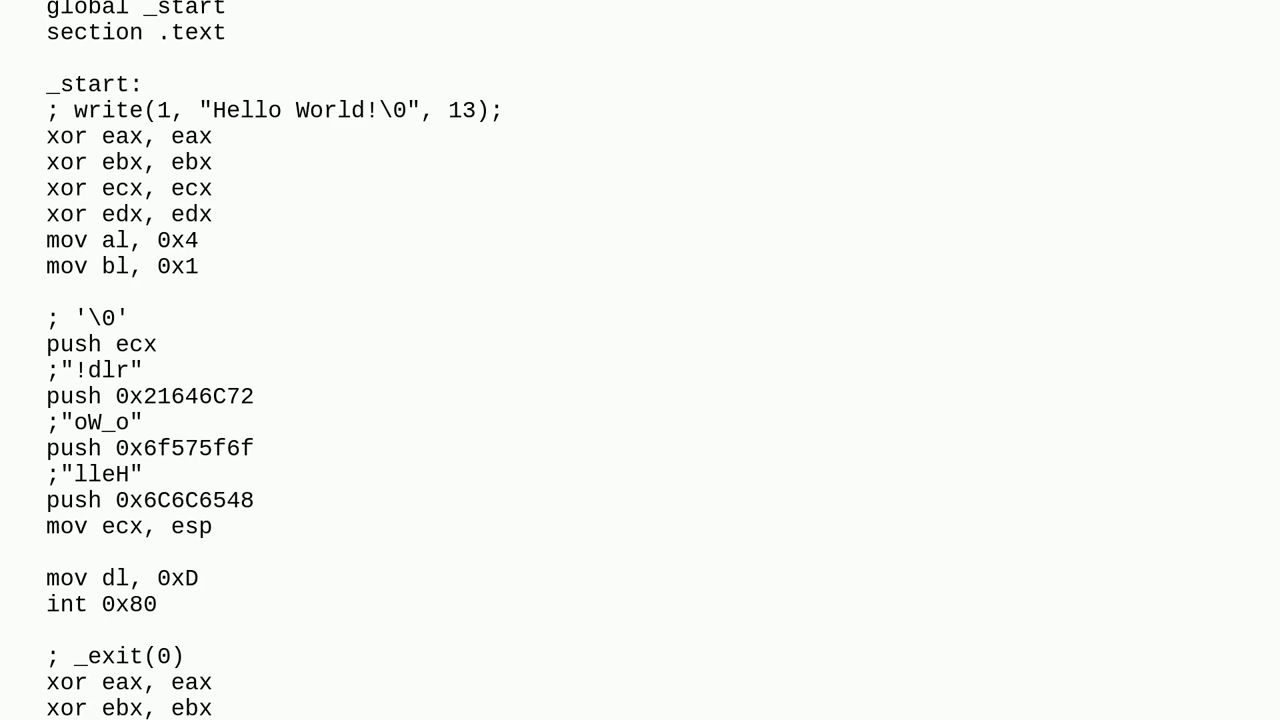 global _start
section .text
_start:
; write(1, "Hello World!\0", 13);
xor eax, eax
xor ebx, ebx
xor ecx, ecx
xor edx, edx
mov al, 0x4
mov bl, 0x1
; '\0'
push ecx
;"!dlr"
push 0x21646C72
;"oW_o"
push 0x6f575f6f
;"lleH"
push 0x6C6C6548
mov ecx, esp
mov dl, 0xD
int 0x80
; _exit(0)
xor eax, eax
xor ebx, ebx